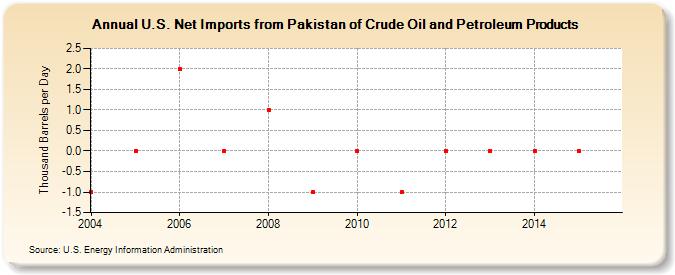 Annual U.S. Net Imports from Pakistan of Crude Oil and Petroleum Products
Thousand Barrels per Day
2.5
2.0
1.5
1.0
0.5
0.0
-0.5
-1.0
-1.5
2004 2006 2008 2010 2012 2014
Source: U.S. Energy Information Administration